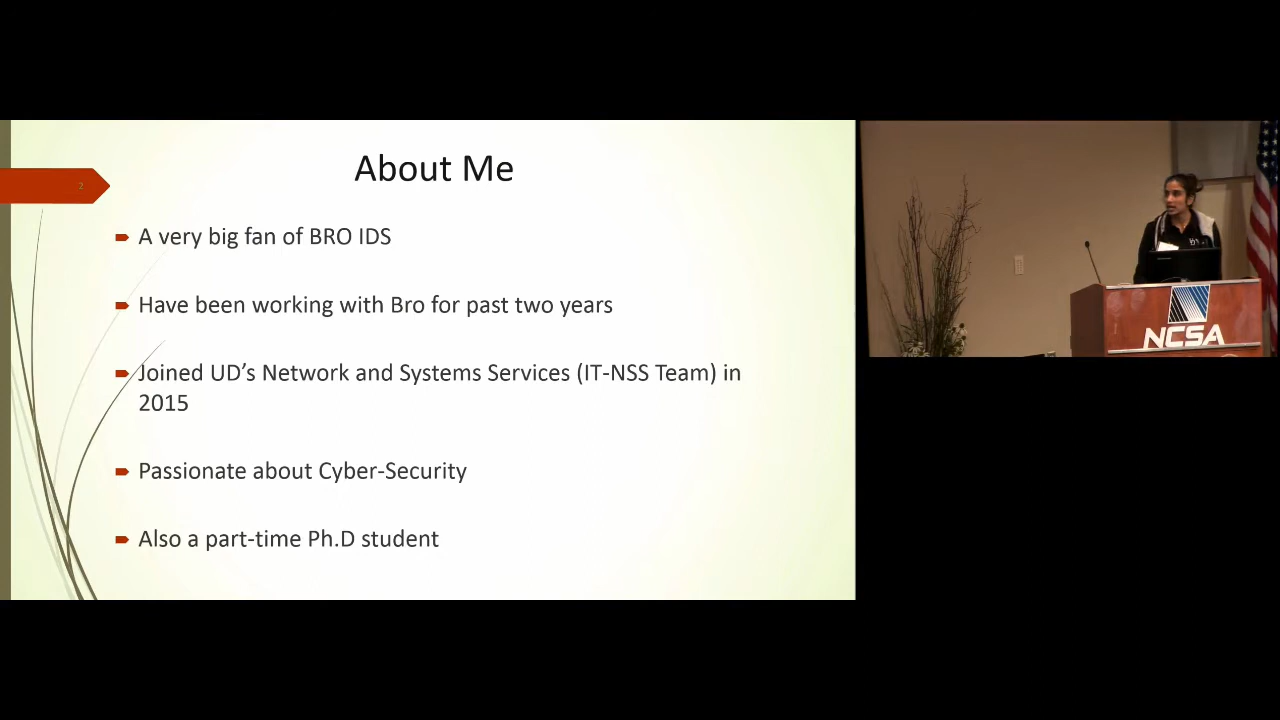 About Me
2
A very big fan of BRO IDS
Have been working with Bro for past two years
Joined UD’s Network and Systems Services (IT-NSS Team) in
2015
Passionate about Cyber-Security
Also a part-time Ph.D student
NCSA